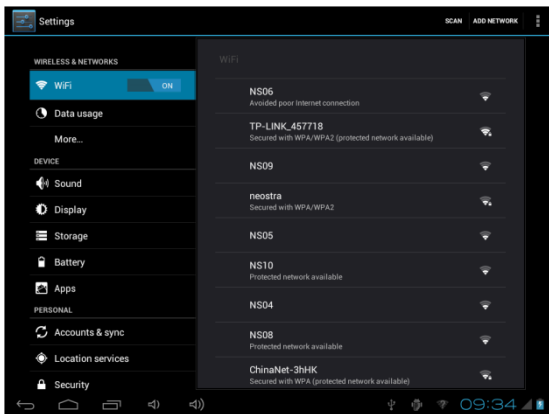 Settings
SCAN ADD NETWORK
WIRELESS & NETWORKS
WiFi ON
Data usage
More...
DEVICE
Sound
Display
Storage
Battery
Apps
PERSONAL
Accounts & sync
Location services
Security
WiFi
NS06
Avoided poor Internet connection
TP-LINK_457718
Secured with WPA/WPA2 (protected network available)
NS09
neostra
Secured with WPA/WPA2
NS05
NS10
Protected network available
NS04
NS08
Protected network available
ChinaNet-3hHK
Secured with WPA (protected network available)
09:34